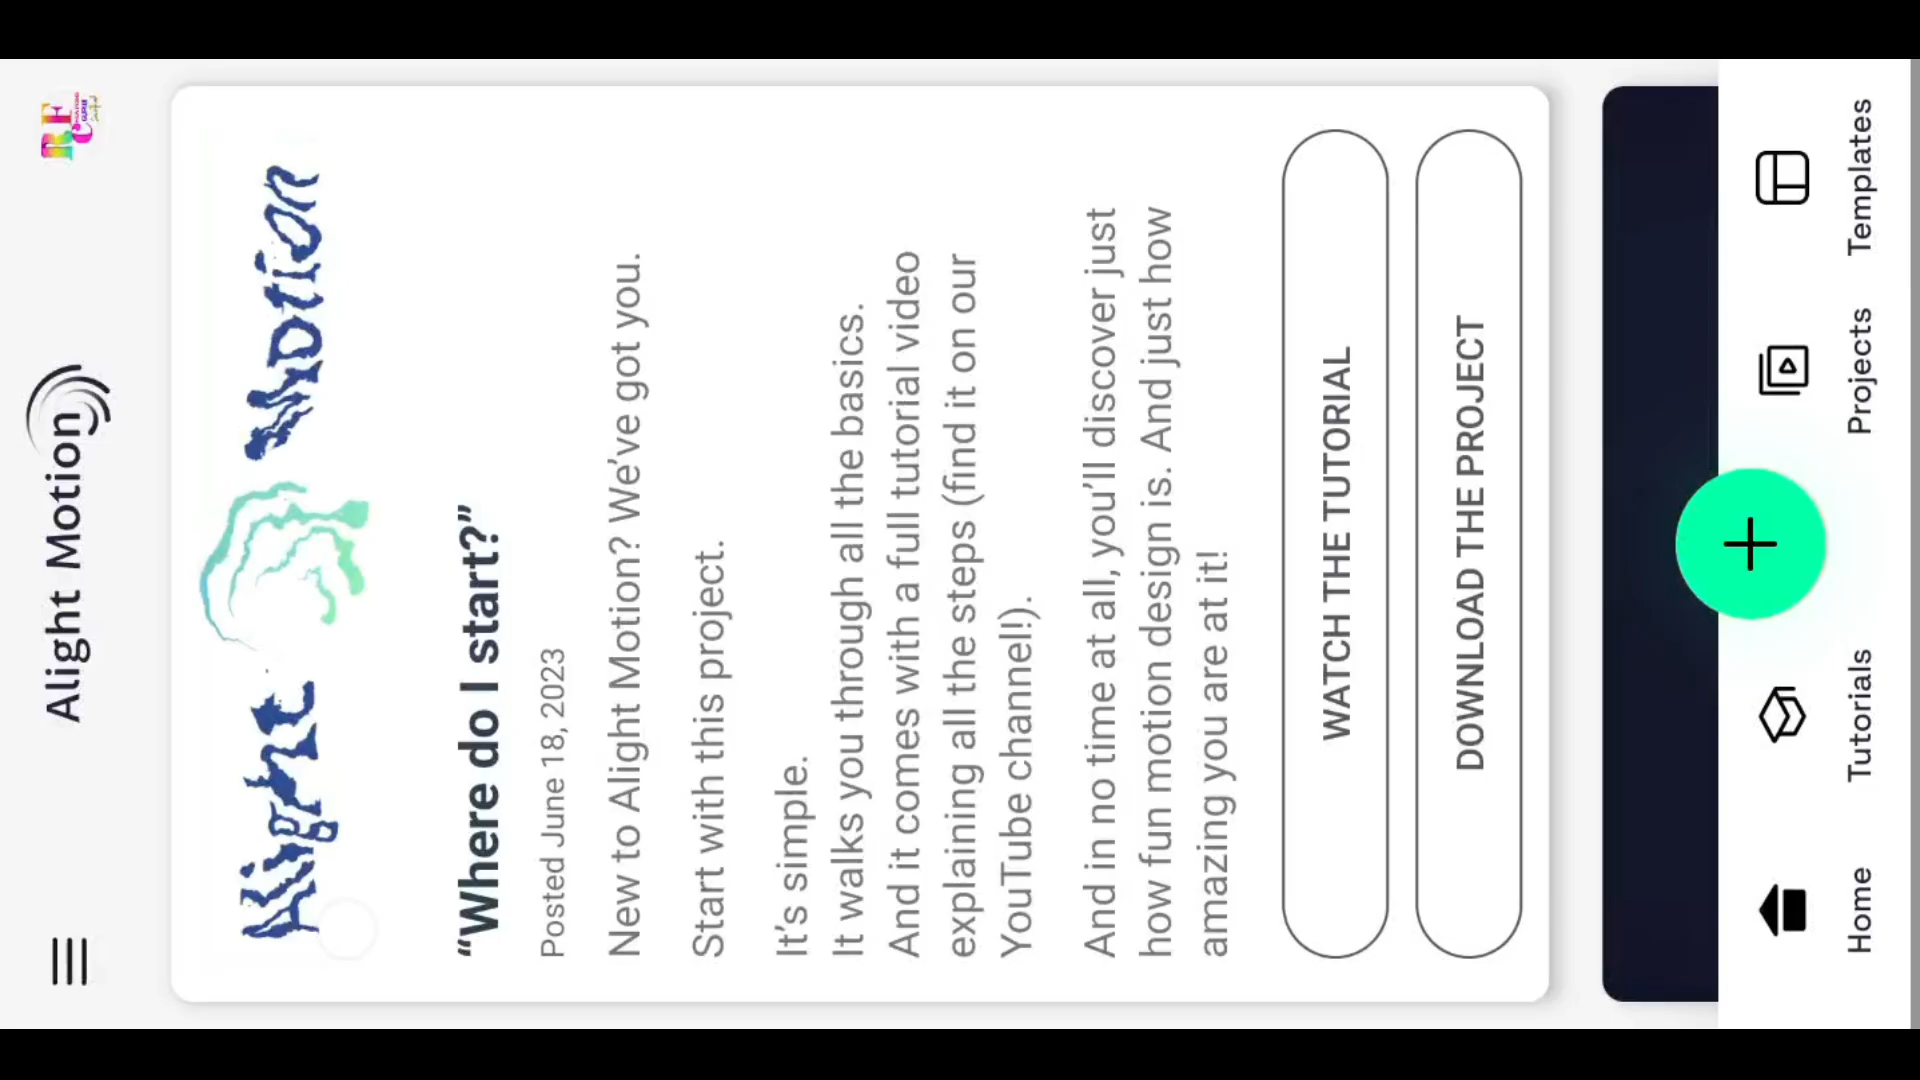 Alight Motion
RF
Alight Motion
“Where do I start?”
Posted June 18, 2023
New to Alight Motion? We’ve got you.
Start with this project.
It’s simple.
It walks you through all the basics.
And it comes with a full tutorial video
explaining all the steps (find it on our
YouTube channel!).
And in no time at all, you’ll discover just
how fun motion design is. And just how
amazing you are at it!
WATCH THE TUTORIAL
DOWNLOAD THE PROJECT
Home
Tutorials
Projects
Templates